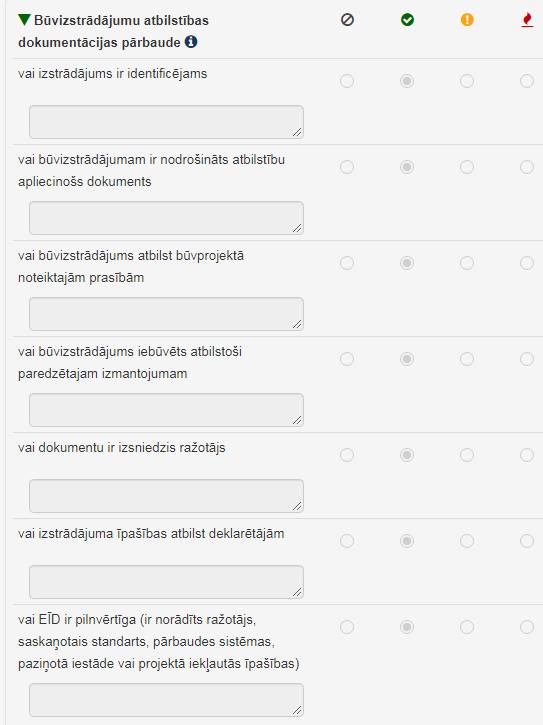 Būvizstrādājumu atbilstības
dokumentācijas pārbaude
vai izstrādājums ir identificējams
vai būvizstrādājumam ir nodrošināts atbilstību
apliecinošs dokuments
vai būvizstrādājums atbilst būvprojektā
noteiktajām prasībām
vai būvizstrādājums iebūvēts atbilstoši
paredzētajam izmantojumam
vai dokumentu ir izsniedzis ražotājs
vai izstrādājuma īpašības atbilst deklarētājām
vai EĪD ir pilnvērtīga (ir norādīts ražotājs,
saskaņotais standarts, pārbaudes sistēmas,
paziņotā iestāde vai projektā iekļautās īpašības)